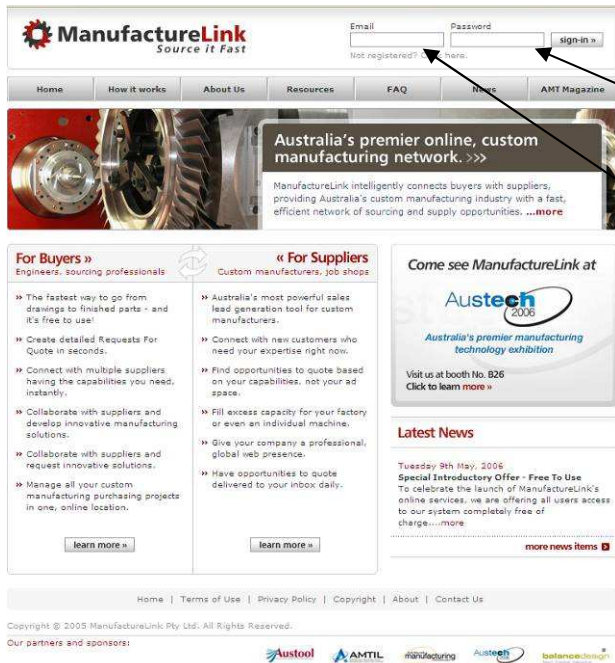 ManufactureLink
Source it Fast
Email
Password
sign-in »
Not registered? Click here.
Home
How it works
About Us
Resources
FAQ
News
AMT Magazine
Australia's premier online, custom
manufacturing network. >>>
ManufactureLink intelligently connects buyers with suppliers,
providing Australia's custom manufacturing industry with a fast,
efficient network of sourcing and supply opportunities. ...more
For Buyers »
Engineers, sourcing professionals
» The fastest way to go from
drawings to finished parts - and
it's free to use!
» Create detailed Requests For
Quote in seconds.
» Connect with multiple suppliers
having the capabilities you need,
instantly.
» Collaborate with suppliers and
develop innovative manufacturing
solutions.
» Collaborate with suppliers and
request innovative solutions.
» Manage all your custom
manufacturing purchasing projects
in one, online location.
learn more »
« For Suppliers
Custom manufacturers, job shops
» Australia's most powerful sales
lead generation tool for custom
manufacturers.
» Connect with new customers who
need your expertise right now.
» Find opportunities to quote based
on your capabilities, not your ad
space.
» Fill excess capacity for your factory
or even an individual machine.
» Give your company a professional,
global web presence.
» Have opportunities to quote
delivered to your inbox daily.
learn more »
Come see ManufactureLink at
Austech
2006
Australia's premier manufacturing
technology exhibition
Visit us at booth No. B26
Click to learn more »
Latest News
Tuesday 9th May, 2006
Special Introductory Offer - Free To Use
To celebrate the launch of ManufactureLink's
online services, we are offering all users access
to our system completely free of
charge....more
more news items
Home | Terms of Use | Privacy Policy | Copyright | About | Contact Us
Copyright © 2005 ManufactureLink Pty Ltd. All Rights Reserved.
Our partners and sponsors:
Austool
AMTIL
manufacturing
Austech
balancedesign